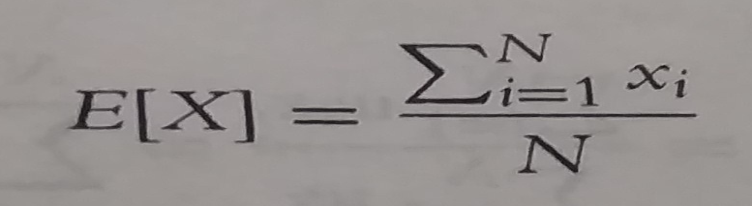 E[X] = \frac{\sum_{i=1}^{N} x_i}{N}